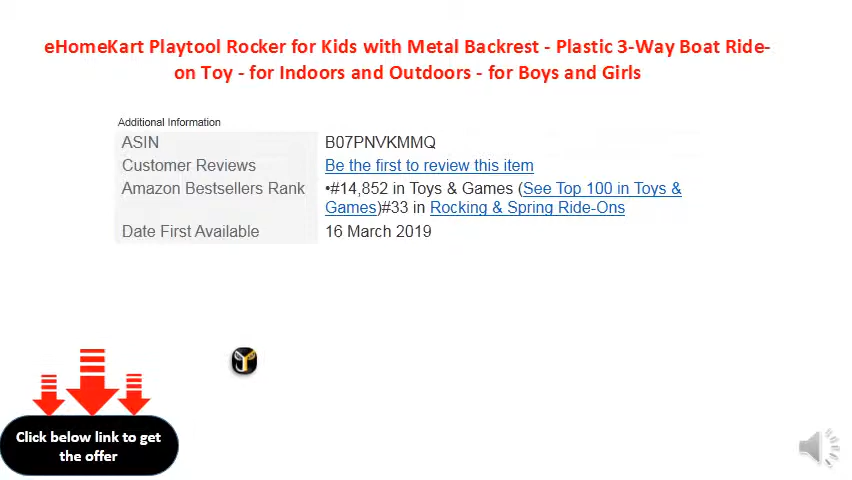 eHomeKart Playtool Rocker for Kids with Metal Backrest - Plastic 3-Way Boat Ride-
on Toy - for Indoors and Outdoors - for Boys and Girls
Additional Information
ASIN B07PNVKMMQ
Customer Reviews Be the first to review this item
Amazon Bestsellers Rank •#14,852 in Toys & Games (See Top 100 in Toys &
Games)#33 in Rocking & Spring Ride-Ons
Date First Available 16 March 2019
Click below link to get
the offer